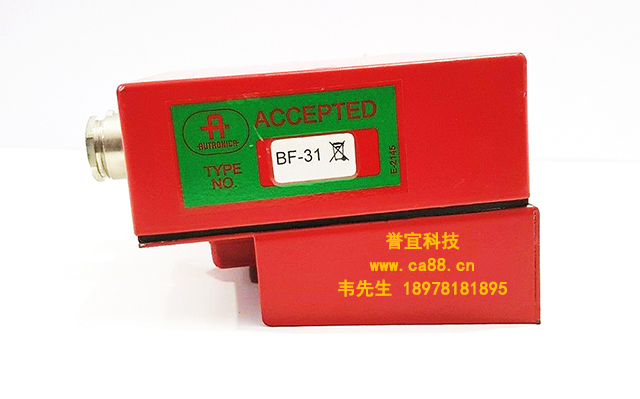 AUTRONICA
ACCEPTED
TYPE
NO.
BF-31
E-2145
誉宜科技
www.ca88.cn
韦先生 18978181895